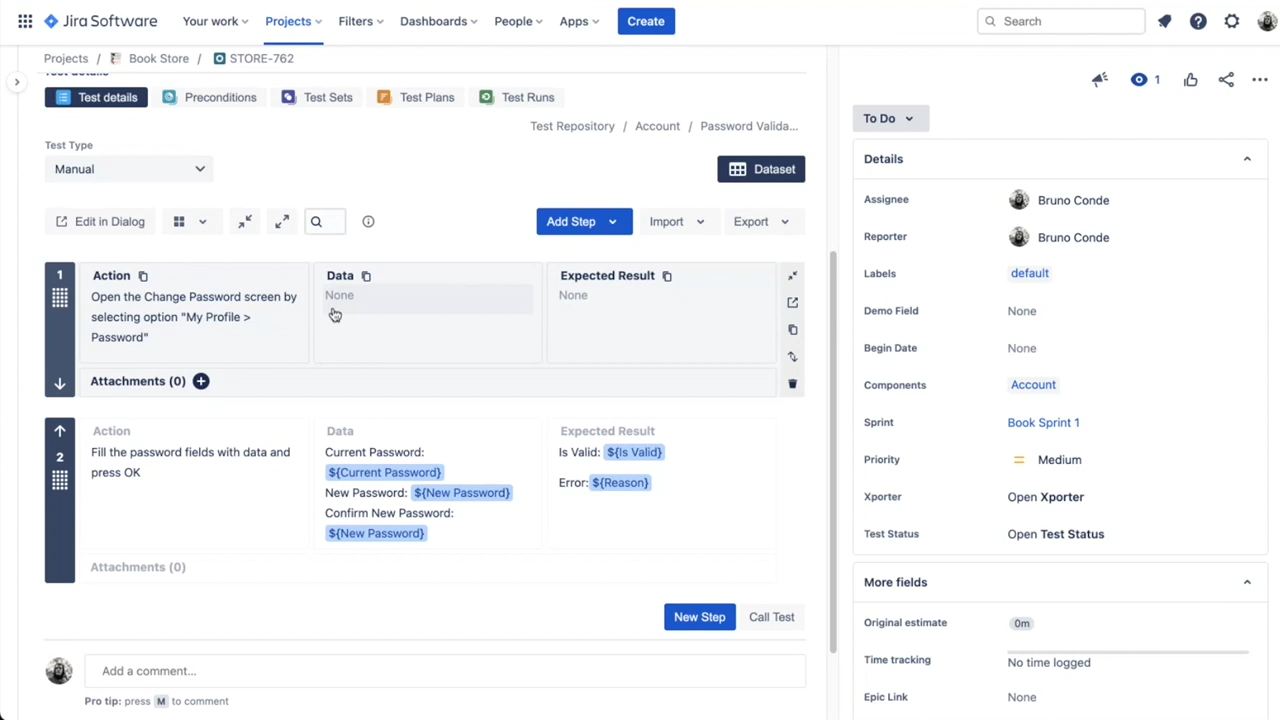 Jira Software
Your work
Projects
Filters
Dashboards
People
Apps
Create
Search
Projects / Book Store / STORE-762
Test details
1
Test details
Preconditions
Test Sets
Test Plans
Test Runs
To Do
Test Repository / Account / Password Valida...
Test Type
Manual
Dataset
Edit in Dialog
Add Step
Import
Export
1
Action
Open the Change Password screen by
selecting option "My Profile >
Password"
Data
None
Expected Result
None
Attachments (0)
2
Action
Fill the password fields with data and
press OK
Data
Current Password:
${Current Password}
New Password: ${New Password}
Confirm New Password:
${New Password}
Expected Result
Is Valid: ${Is Valid}
Error: ${Reason}
Attachments (0)
New Step
Call Test
Add a comment...
Pro tip: press M to comment
Details
Assignee
Bruno Conde
Reporter
Bruno Conde
Labels
default
Demo Field
None
Begin Date
None
Components
Account
Sprint
Book Sprint 1
Priority
Medium
Xporter
Open Xporter
Test Status
Open Test Status
More fields
Original estimate
0m
Time tracking
No time logged
Epic Link
None